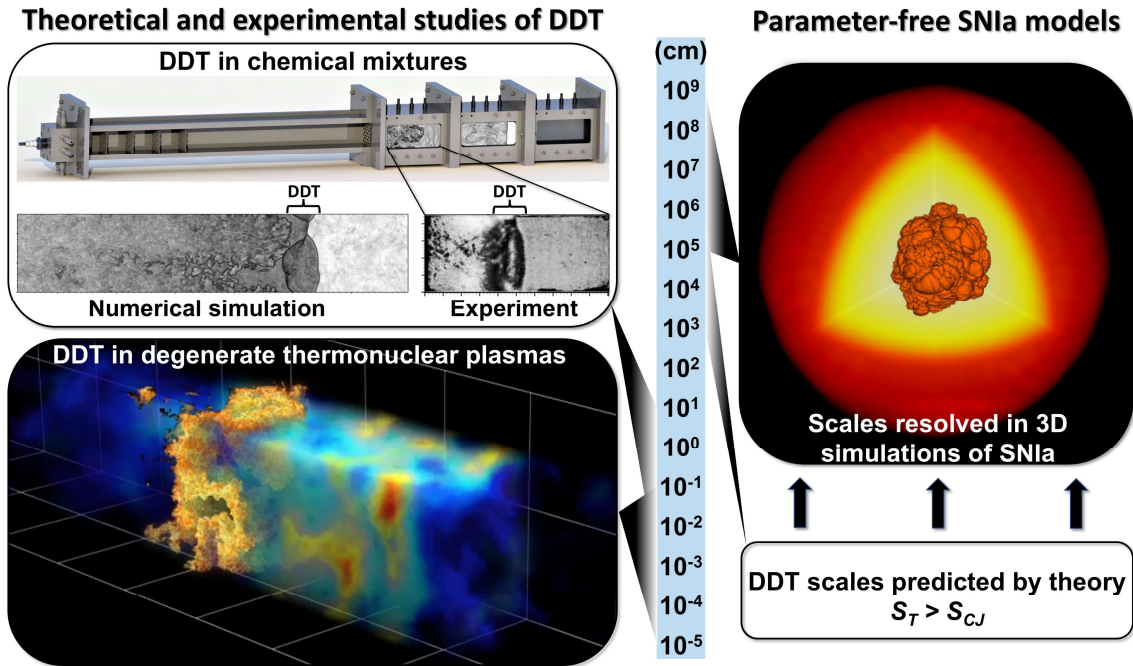 Theoretical and experimental studies of DDT
DDT in chemical mixtures
DDT
DDT
Numerical simulation
Experiment
DDT in degenerate thermonuclear plasmas
(cm)
10⁹
10⁸
10⁷
10⁶
10⁵
10⁴
10³
10²
10¹
10⁰
10⁻¹
10⁻²
10⁻³
10⁻⁴
10⁻⁵
Parameter-free SNIa models
Scales resolved in 3D
simulations of SNIa
DDT scales predicted by theory
S_T > S_CJ